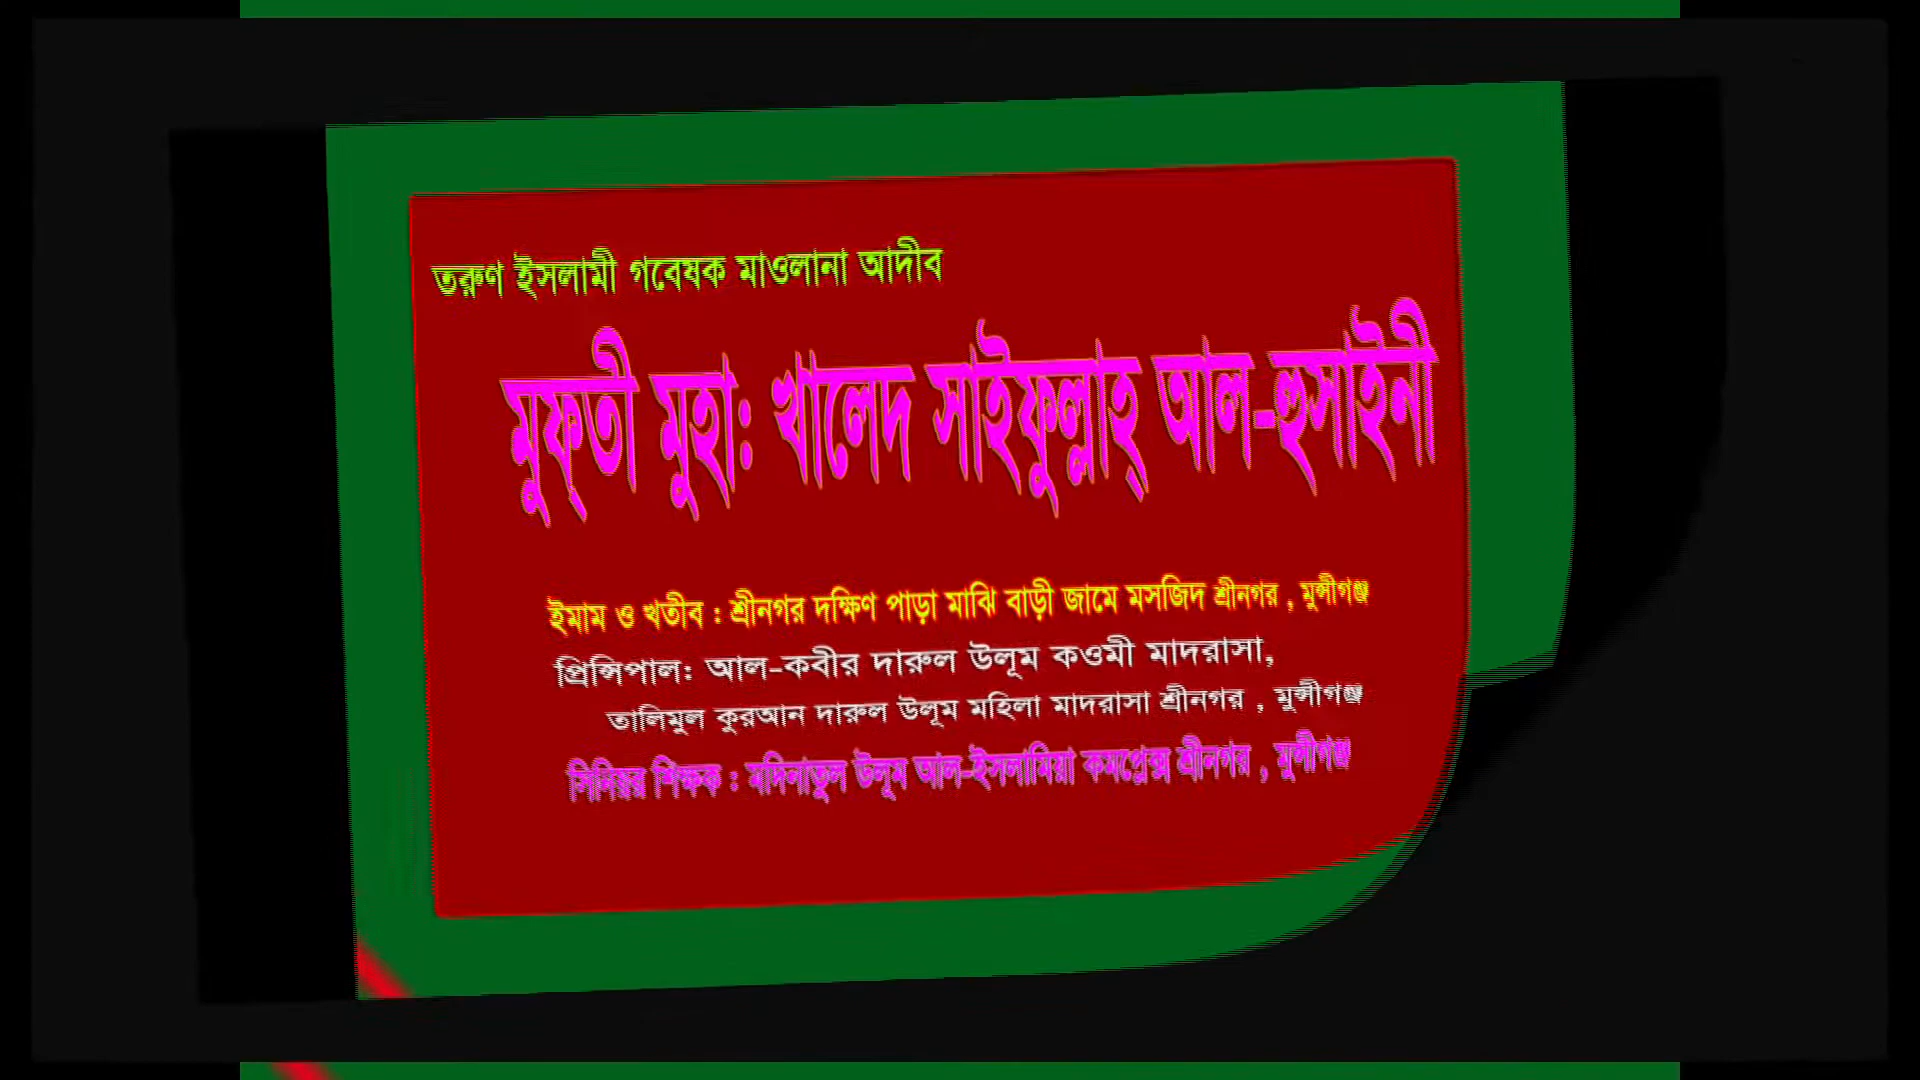 তরুণ ইসলামী গবেষক মাওলানা আদীব
মুফ্তী মুহা: খালেদ সাইফুল্লাহ্ আল-হুসাইনী
ইমাম ও খতীব : শ্রীনগর দক্ষিণ পাড়া মাঝি বাড়ী জামে মসজিদ শ্রীনগর , মুন্সীগঞ্জ
প্রিন্সিপাল: আল-কবীর দারুল উলূম কওমী মাদরাসা,
তালিমুল কুরআন দারুল উলূম মহিলা মাদরাসা শ্রীনগর , মুন্সীগঞ্জ
সিনিয়র শিক্ষক : মদিনাতুল উলূম আল-ইসলামিয়া কমপ্লেক্স শ্রীনগর , মুন্সীগঞ্জ